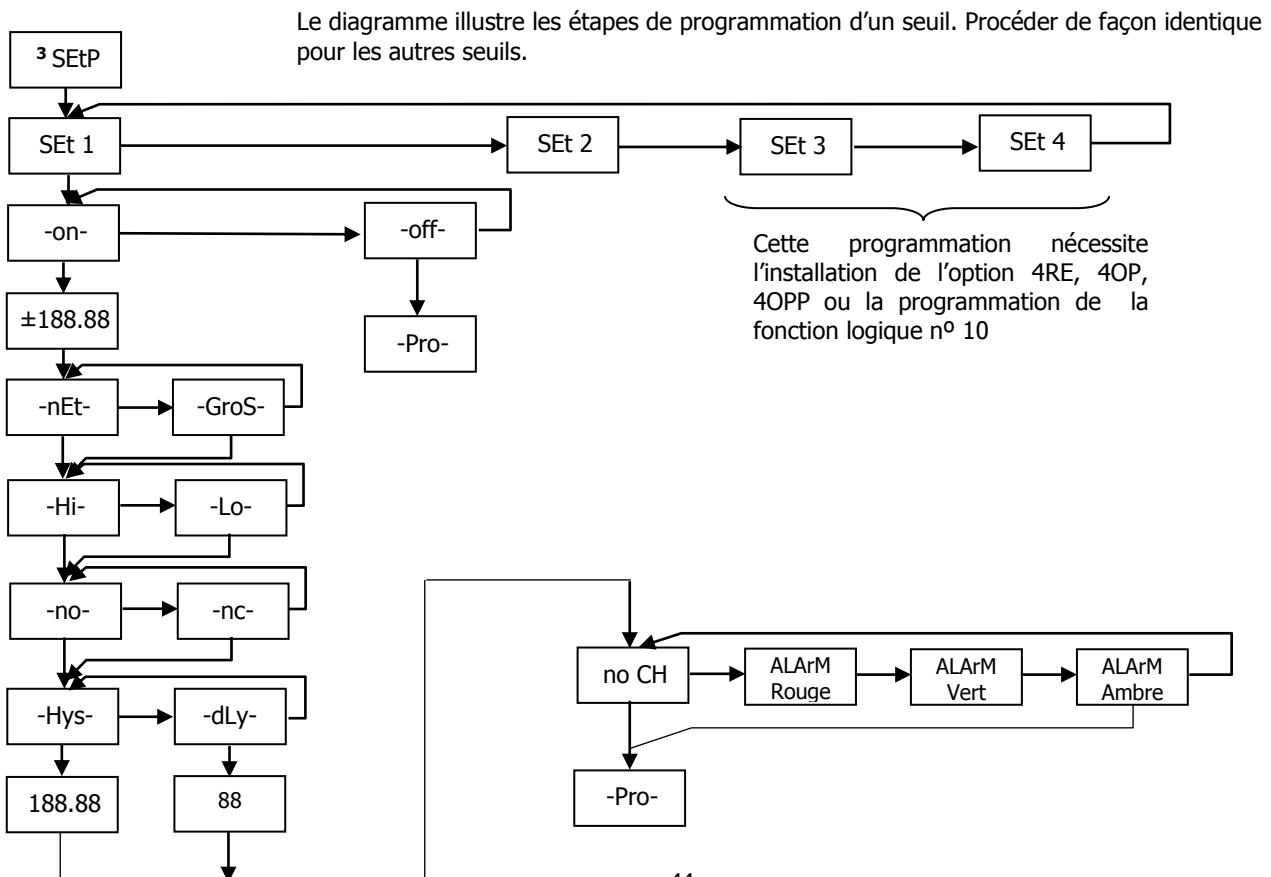 Le diagramme illustre les étapes de programmation d'un seuil. Procéder de façon identique
pour les autres seuils.
³ SEtP
SEt 1
SEt 2
SEt 3
SEt 4
-on-
-off-
Cette programmation nécessite
l'installation de l'option 4RE, 4OP,
4OPP ou la programmation de la
fonction logique nº 10
±188.88
-Pro-
-nEt-
-GroS-
-Hi-
-Lo-
-no-
-nc-
no CH
ALArM
Rouge
ALArM
Vert
ALArM
Ambre
-Hys-
-dLy-
188.88
88
-Pro-